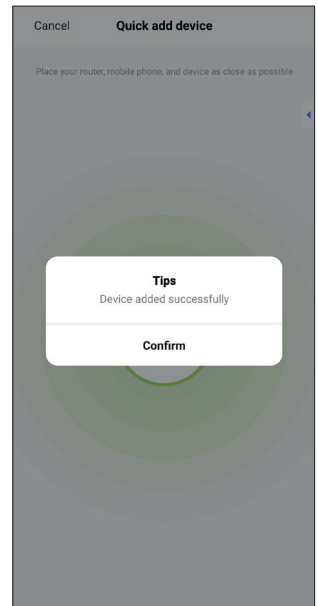 Cancel Quick add device
Place your router, mobile phone, and device as close as possible
Tips
Device added successfully
Confirm